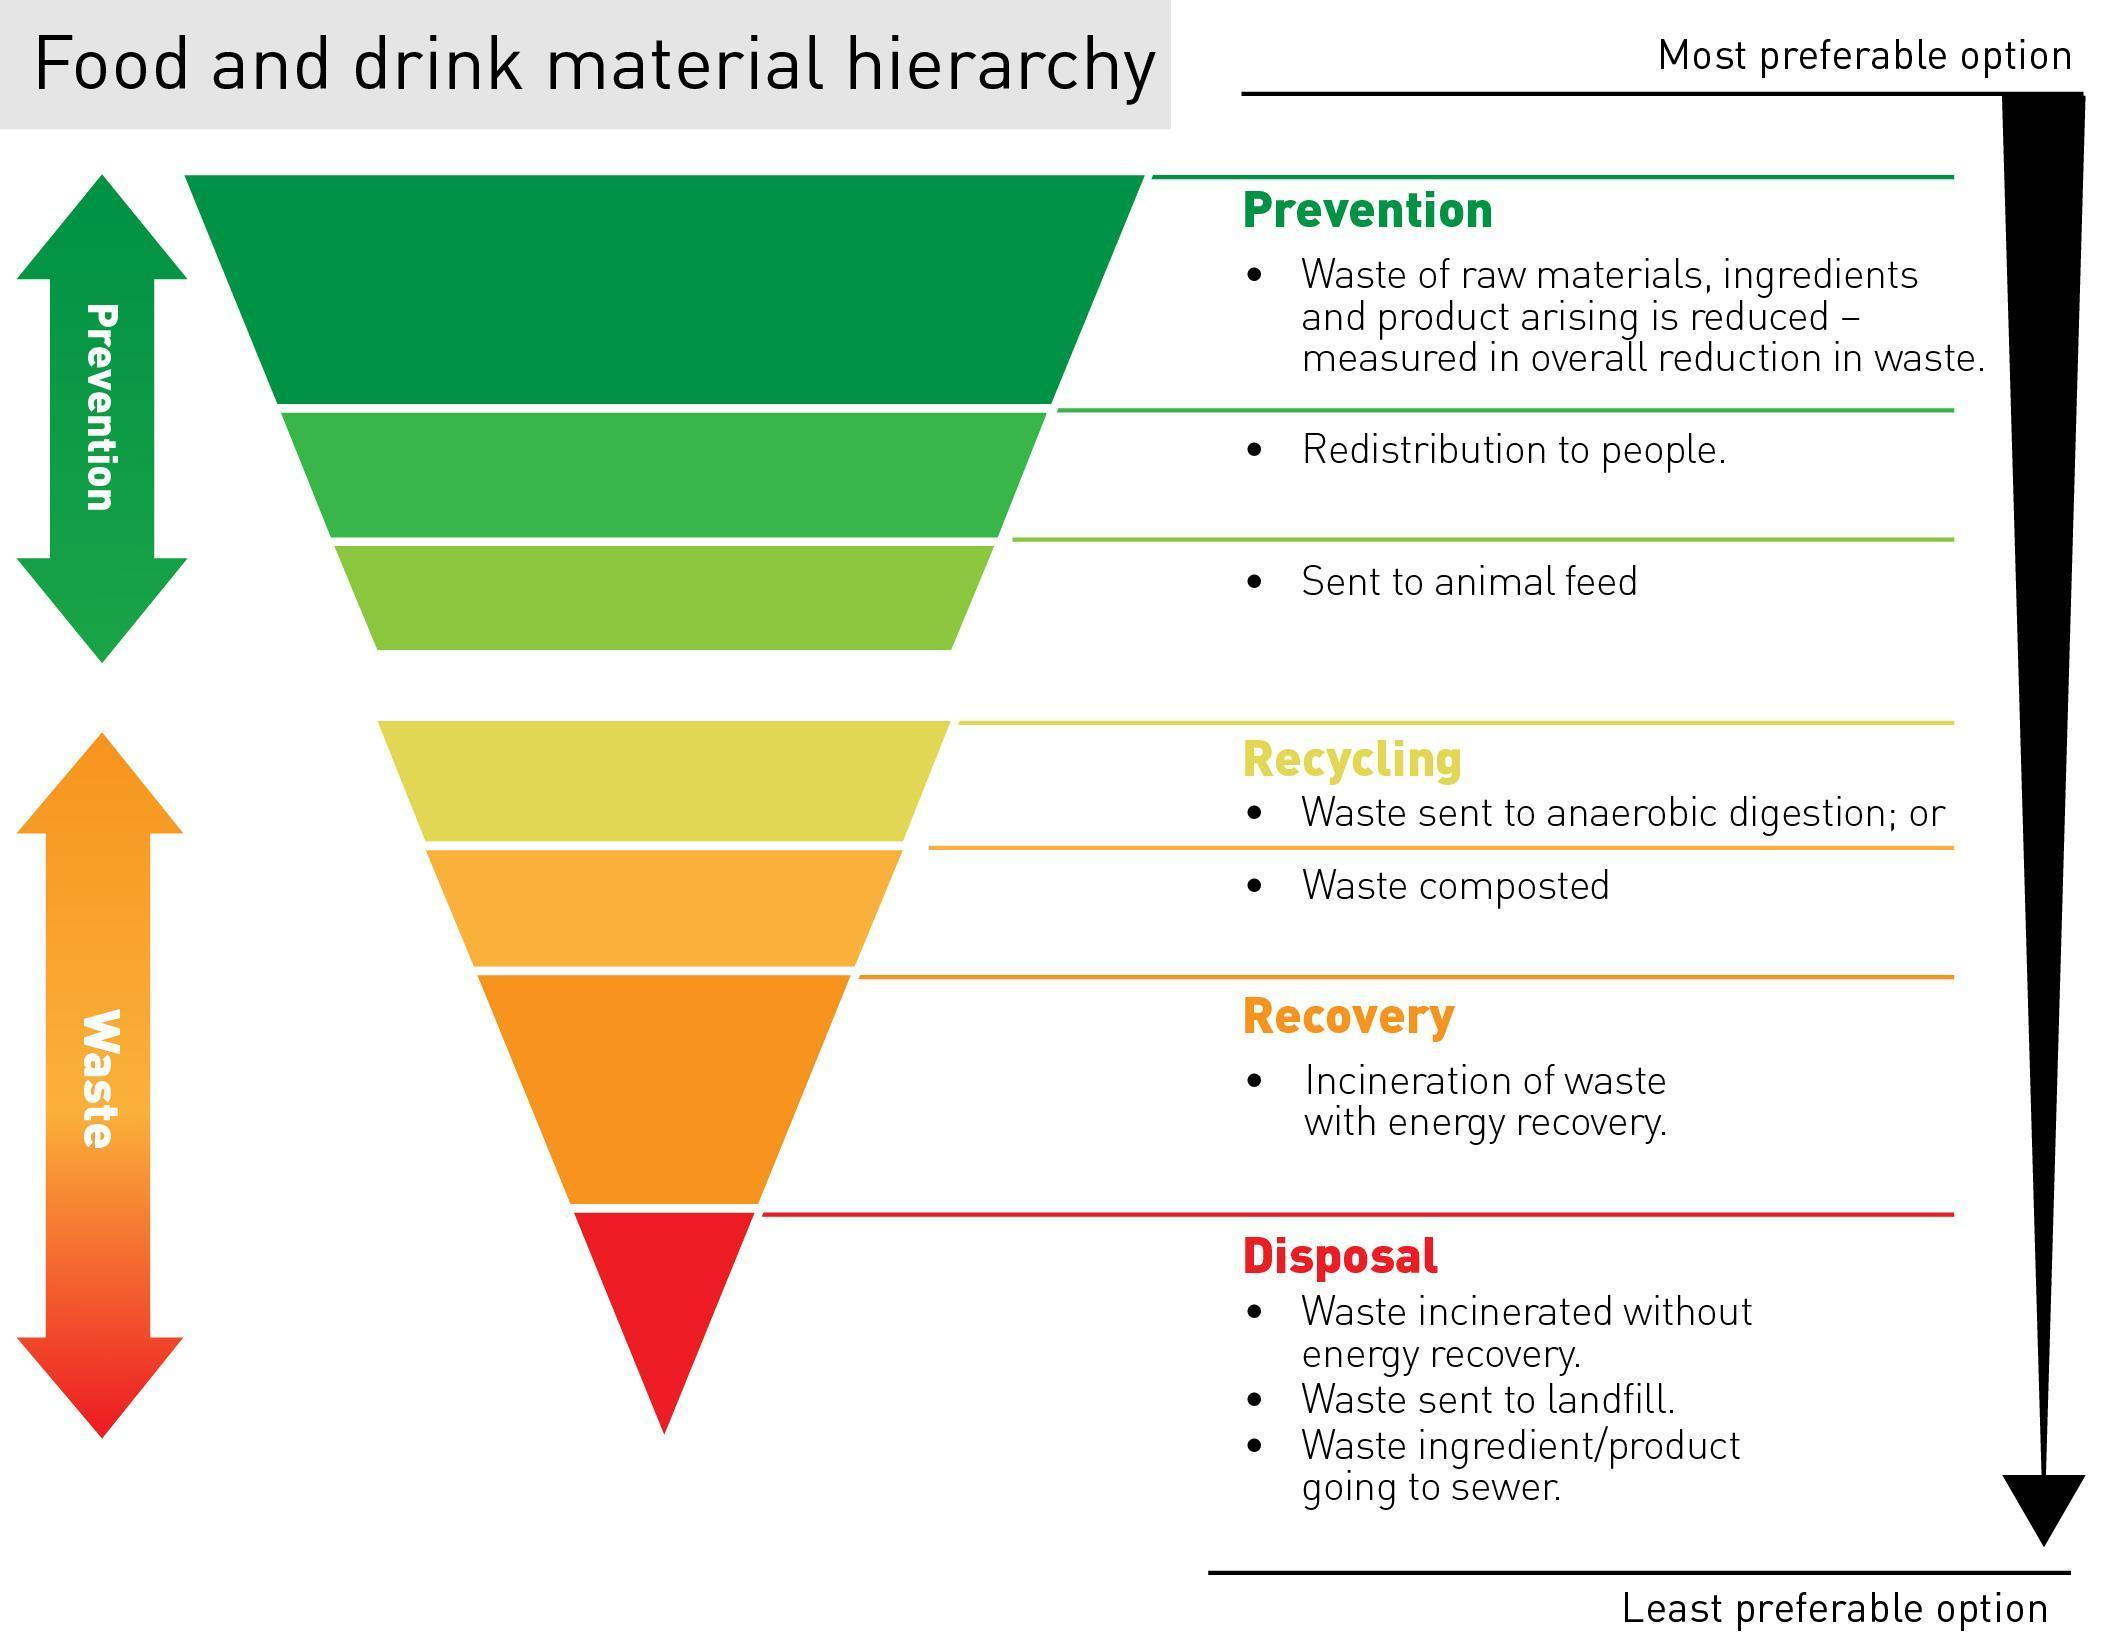 Food and drink material hierarchy
Most preferable option
Prevention
Prevention
• Waste of raw materials, ingredients
and product arising is reduced –
measured in overall reduction in waste.
• Redistribution to people.
• Sent to animal feed
Waste
Recycling
• Waste sent to anaerobic digestion; or
• Waste composted
Recovery
• Incineration of waste
with energy recovery.
Disposal
• Waste incinerated without
energy recovery.
• Waste sent to landfill.
• Waste ingredient/product
going to sewer.
Least preferable option